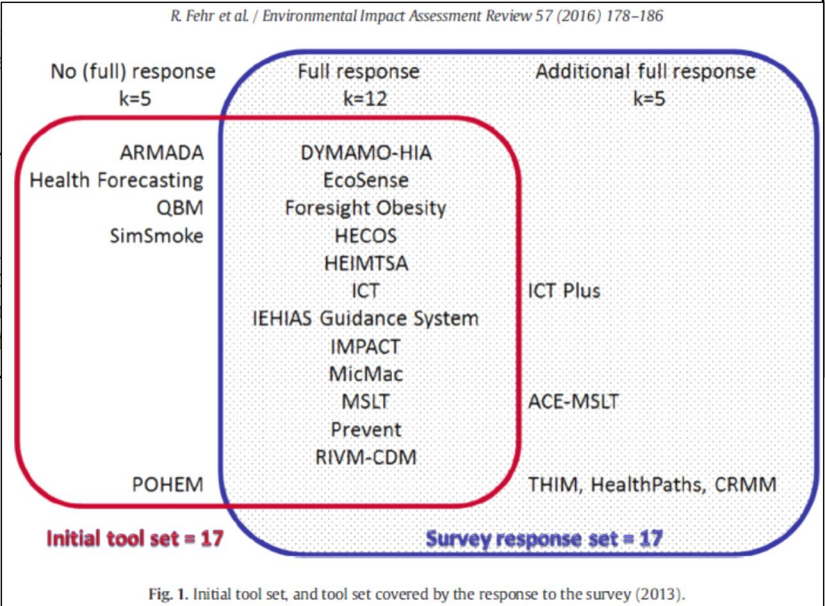 R. Fehr et al. / Environmental Impact Assessment Review 57 (2016) 178–186
No (full) response
k=5
Full response
k=12
Additional full response
k=5
ARMADA
Health Forecasting
QBM
SimSmoke
POHEM
DYMAMO-HIA
EcoSense
Foresight Obesity
HECOS
HEIMTSA
ICT
IEHIAS Guidance System
IMPACT
MicMac
MSLT
Prevent
RIVM-CDM
ICT Plus
ACE-MSLT
THIM, HealthPaths, CRMM
Initial tool set = 17
Survey response set = 17
Fig. 1. Initial tool set, and tool set covered by the response to the survey (2013).